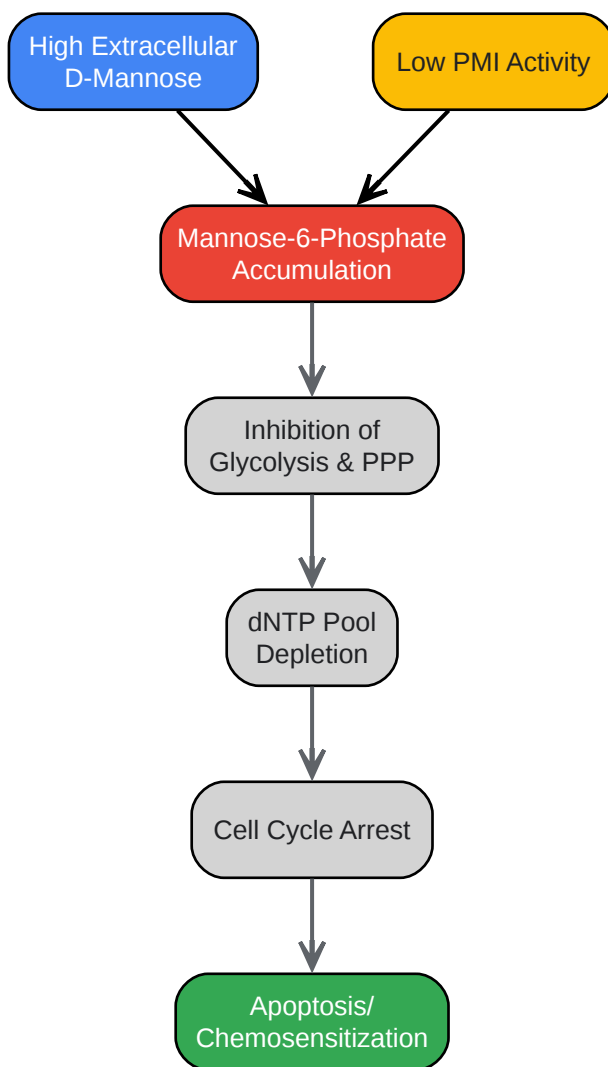 High Extracellular
D-Mannose
Low PMI Activity
Mannose-6-Phosphate
Accumulation
Inhibition of
Glycolysis & PPP
dNTP Pool
Depletion
Cell Cycle Arrest
Apoptosis/
Chemosensitization